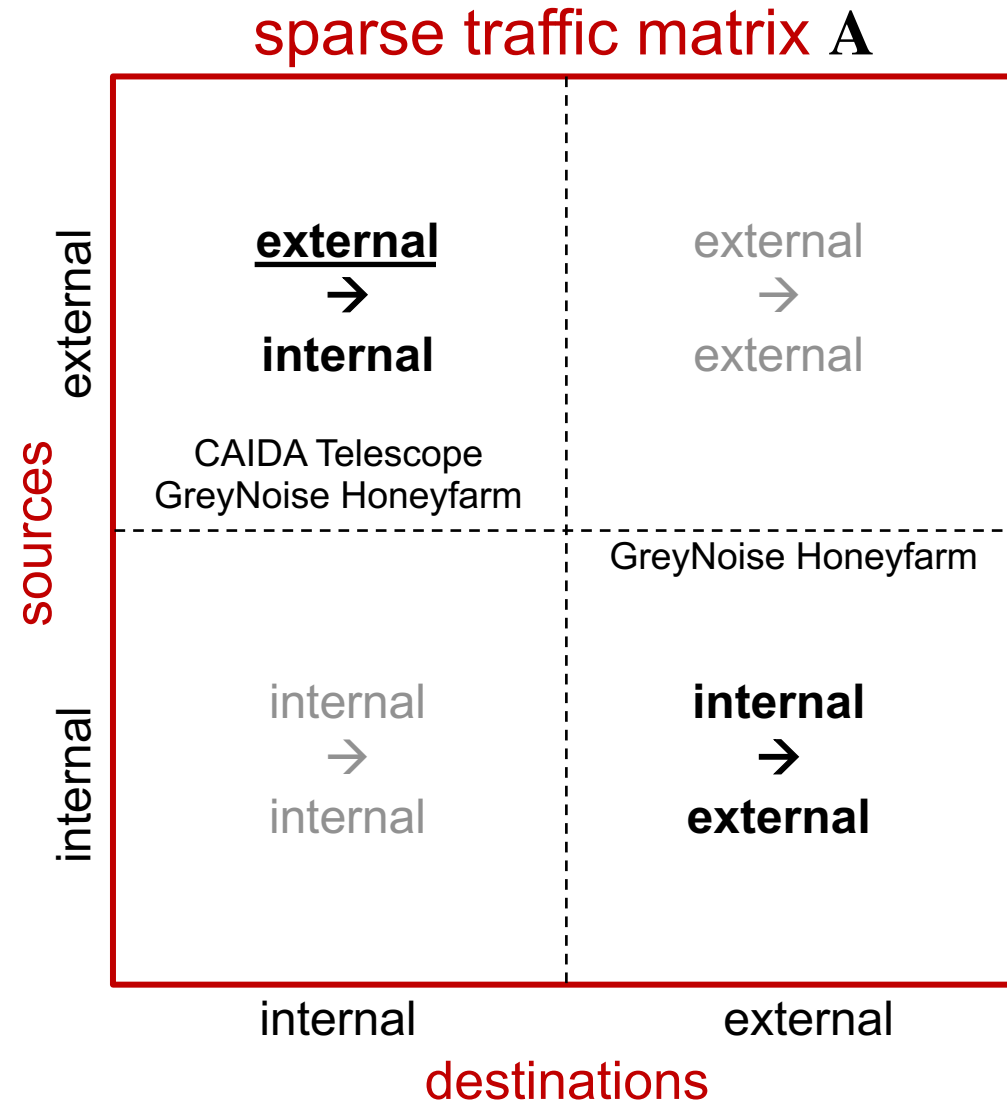 sparse traffic matrix A
external
→
internal
CAIDA Telescope
GreyNoise Honeyfarm
external
→
external
GreyNoise Honeyfarm
internal
→
internal
internal
→
external
sources
external
internal
internal
external
destinations